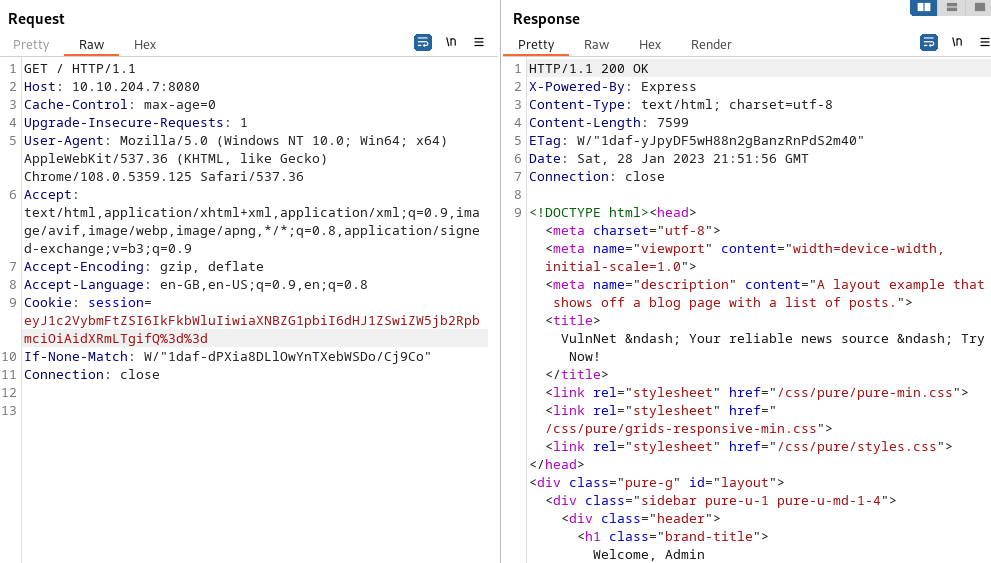 Request
Pretty Raw Hex
\n
1 GET / HTTP/1.1
2 Host: 10.10.204.7:8080
3 Cache-Control: max-age=0
4 Upgrade-Insecure-Requests: 1
5 User-Agent: Mozilla/5.0 (Windows NT 10.0; Win64; x64)
AppleWebKit/537.36 (KHTML, like Gecko)
Chrome/108.0.5359.125 Safari/537.36
6 Accept:
text/html,application/xhtml+xml,application/xml;q=0.9,ima
ge/avif,image/webp,image/apng,*/*;q=0.8,application/signe
d-exchange;v=b3;q=0.9
7 Accept-Encoding: gzip, deflate
8 Accept-Language: en-GB,en-US;q=0.9,en;q=0.8
9 Cookie: session=
eyJ1c2VybmFtZSI6IkFkbWluIiwiaXNBZG1pbiI6dHJ1ZSwiZW5jb2Rpb
mciOiAidXRmLTgifQ%3d%3d
10 If-None-Match: W/"1daf-dPXia8DLlOwYnTXebWSDo/Cj9Co"
11 Connection: close
12
13
Response
Pretty Raw Hex Render
\n
1 HTTP/1.1 200 OK
2 X-Powered-By: Express
3 Content-Type: text/html; charset=utf-8
4 Content-Length: 7599
5 ETag: W/"1daf-yJpyDF5wH88n2gBanzRnPdS2m40"
6 Date: Sat, 28 Jan 2023 21:51:56 GMT
7 Connection: close
8
9 <!DOCTYPE html><head>
<meta charset="utf-8">
<meta name="viewport" content="width=device-width,
initial-scale=1.0">
<meta name="description" content="A layout example that
shows off a blog page with a list of posts.">
<title>
VulnNet &ndash; Your reliable news source &ndash; Try
Now!
</title>
<link rel="stylesheet" href="/css/pure/pure-min.css">
<link rel="stylesheet" href="
/css/pure/grids-responsive-min.css">
<link rel="stylesheet" href="/css/pure/styles.css">
</head>
<div class="pure-g" id="layout">
<div class="sidebar pure-u-1 pure-u-md-1-4">
<div class="header">
<h1 class="brand-title">
Welcome, Admin